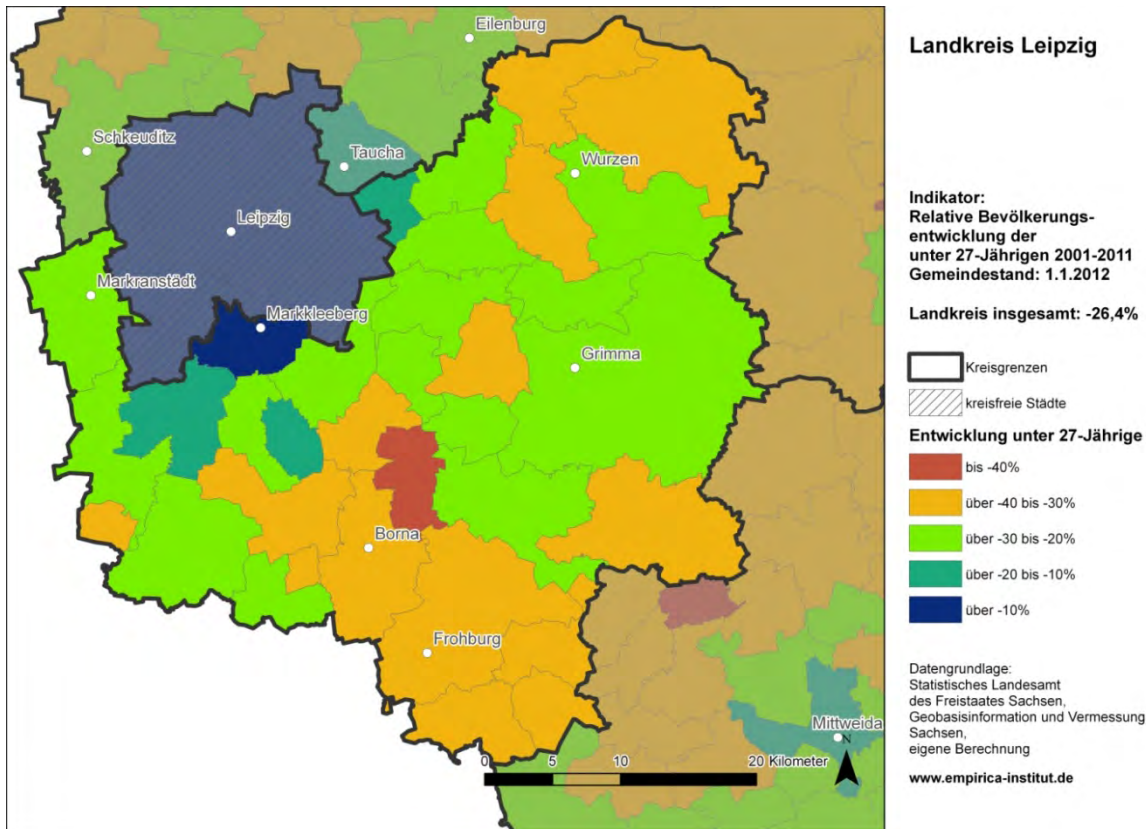 Eilenburg
Schkeuditz
Taucha
Wurzen
Leipzig
Markranstädt
Markkleeberg
Grimma
Borna
Frohburg
Mittweida
N
0 5 10 20 Kilometer
Landkreis Leipzig
Indikator:
Relative Bevölkerungs-
entwicklung der
unter 27-Jährigen 2001-2011
Gemeindestand: 1.1.2012
Landkreis insgesamt: -26,4%
Kreisgrenzen
kreisfreie Städte
Entwicklung unter 27-Jährige
bis -40%
über -40 bis -30%
über -30 bis -20%
über -20 bis -10%
über -10%
Datengrundlage:
Statistisches Landesamt
des Freistaates Sachsen,
Geobasisinformation und Vermessung
Sachsen,
eigene Berechnung
www.empirica-institut.de